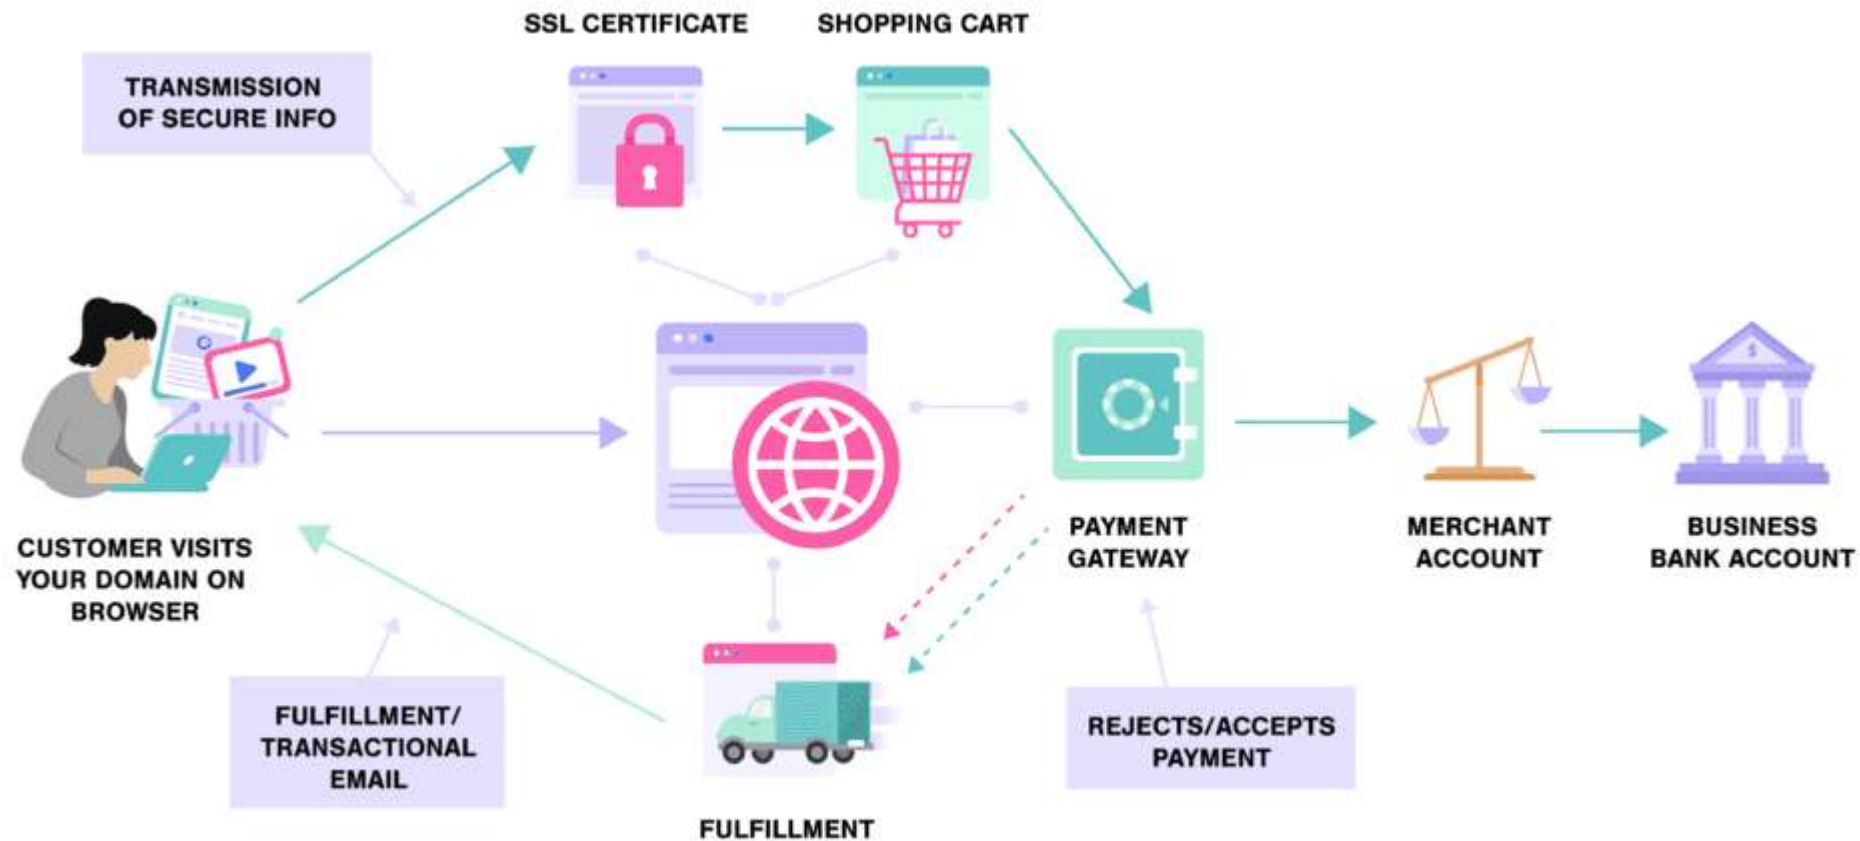 SSL CERTIFICATE
SHOPPING CART
TRANSMISSION
OF SECURE INFO
$
CUSTOMER VISITS
YOUR DOMAIN ON
BROWSER
PAYMENT
GATEWAY
MERCHANT
ACCOUNT
BUSINESS
BANK ACCOUNT
FULFILLMENT/
TRANSACTIONAL
EMAIL
REJECTS/ACCEPTS
PAYMENT
FULFILLMENT